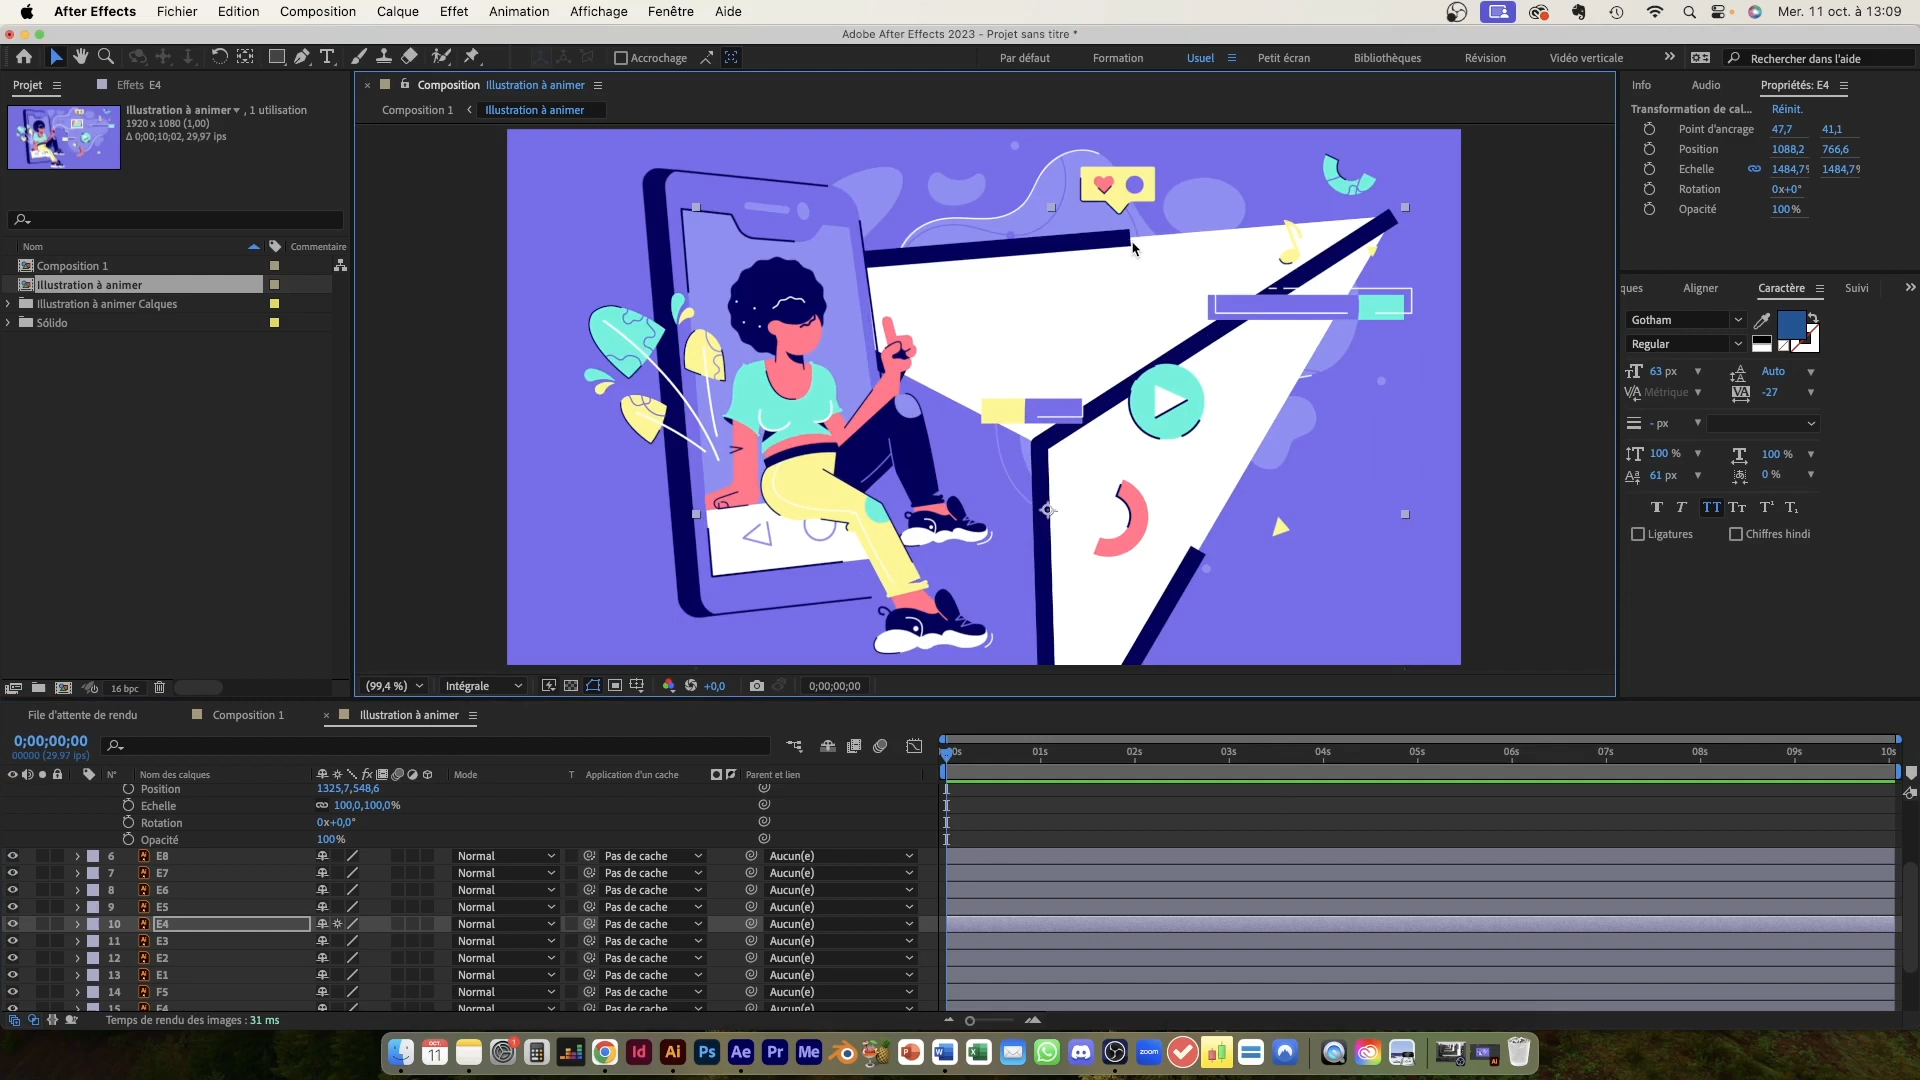 After Effects Fichier Edition Composition Calque Effet Animation Affichage Fenêtre Aide Mer. 11 oct. à 13:09
Adobe After Effects 2023 - Projet sans titre *
Accrochage Par défaut Formation Usuel Petit écran Bibliothèques Révision Vidéo verticale Rechercher dans l'aide
Projet Effets E4
Illustration à animer , 1 utilisation
1920 x 1080 (1,00)
Δ 0;00;10;02, 29,97 ips
Nom Commentaire
Composition 1
Illustration à animer
Illustration à animer Calques
Sólido
16 bpc
Composition Illustration à animer
Composition 1 Illustration à animer
(99,4 %) Intégrale +0,0 0;00;00;00
Info Audio Propriétés: E4
Transformation de cal... Réinit.
Point d'ancrage 47,7 41,1
Position 1088,2 766,6
Echelle 1484,7% 1484,7%
Rotation 0x+0°
Opacité 100 %
ques Aligner Caractère Suivi
Gotham
Regular
63 px Auto
Métrique -27
- px
100 % 100 %
61 px 0 %
Ligatures Chiffres hindi
File d'attente de rendu Composition 1 Illustration à animer
0;00;00;00
00000 (29.97 ips)
00s 01s 02s 03s 04s 05s 06s 07s 08s 09s 10s
N° Nom des calques Mode T Application d'un cache Parent et lien
Position 1325,7,548,6
Echelle 100,0,100,0%
Rotation 0x+0,0°
Opacité 100%
6 E8 Normal Pas de cache Aucun(e)
7 E7 Normal Pas de cache Aucun(e)
8 E6 Normal Pas de cache Aucun(e)
9 E5 Normal Pas de cache Aucun(e)
10 E4 Normal Pas de cache Aucun(e)
11 E3 Normal Pas de cache Aucun(e)
12 E2 Normal Pas de cache Aucun(e)
13 E1 Normal Pas de cache Aucun(e)
14 F5 Normal Pas de cache Aucun(e)
15 F4 Normal Pas de cache Aucun(e)
Temps de rendu des images : 31 ms
OCT. 11 Id Ai Ps Ae Pr Me zoom